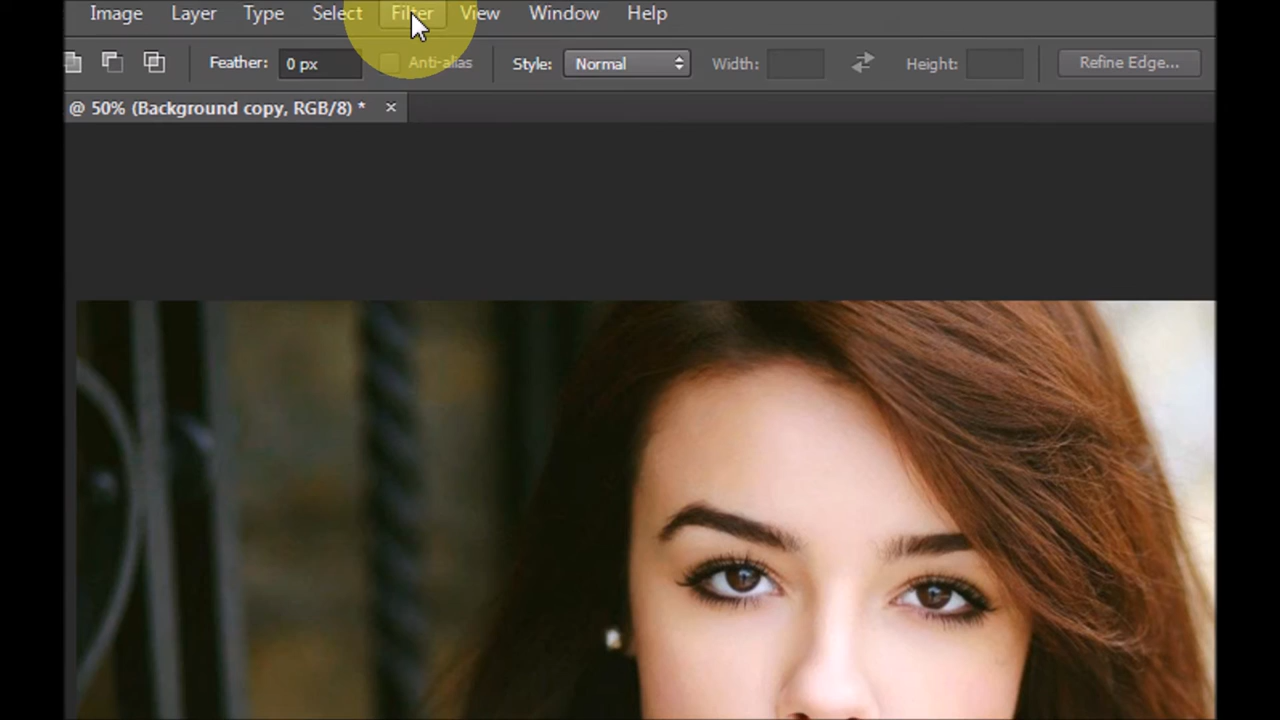 Image Layer Type Select Filter View Window Help
Feather: 0 px Anti-alias Style: Normal Width: Height: Refine Edge...
@ 50% (Background copy, RGB/8) * ×